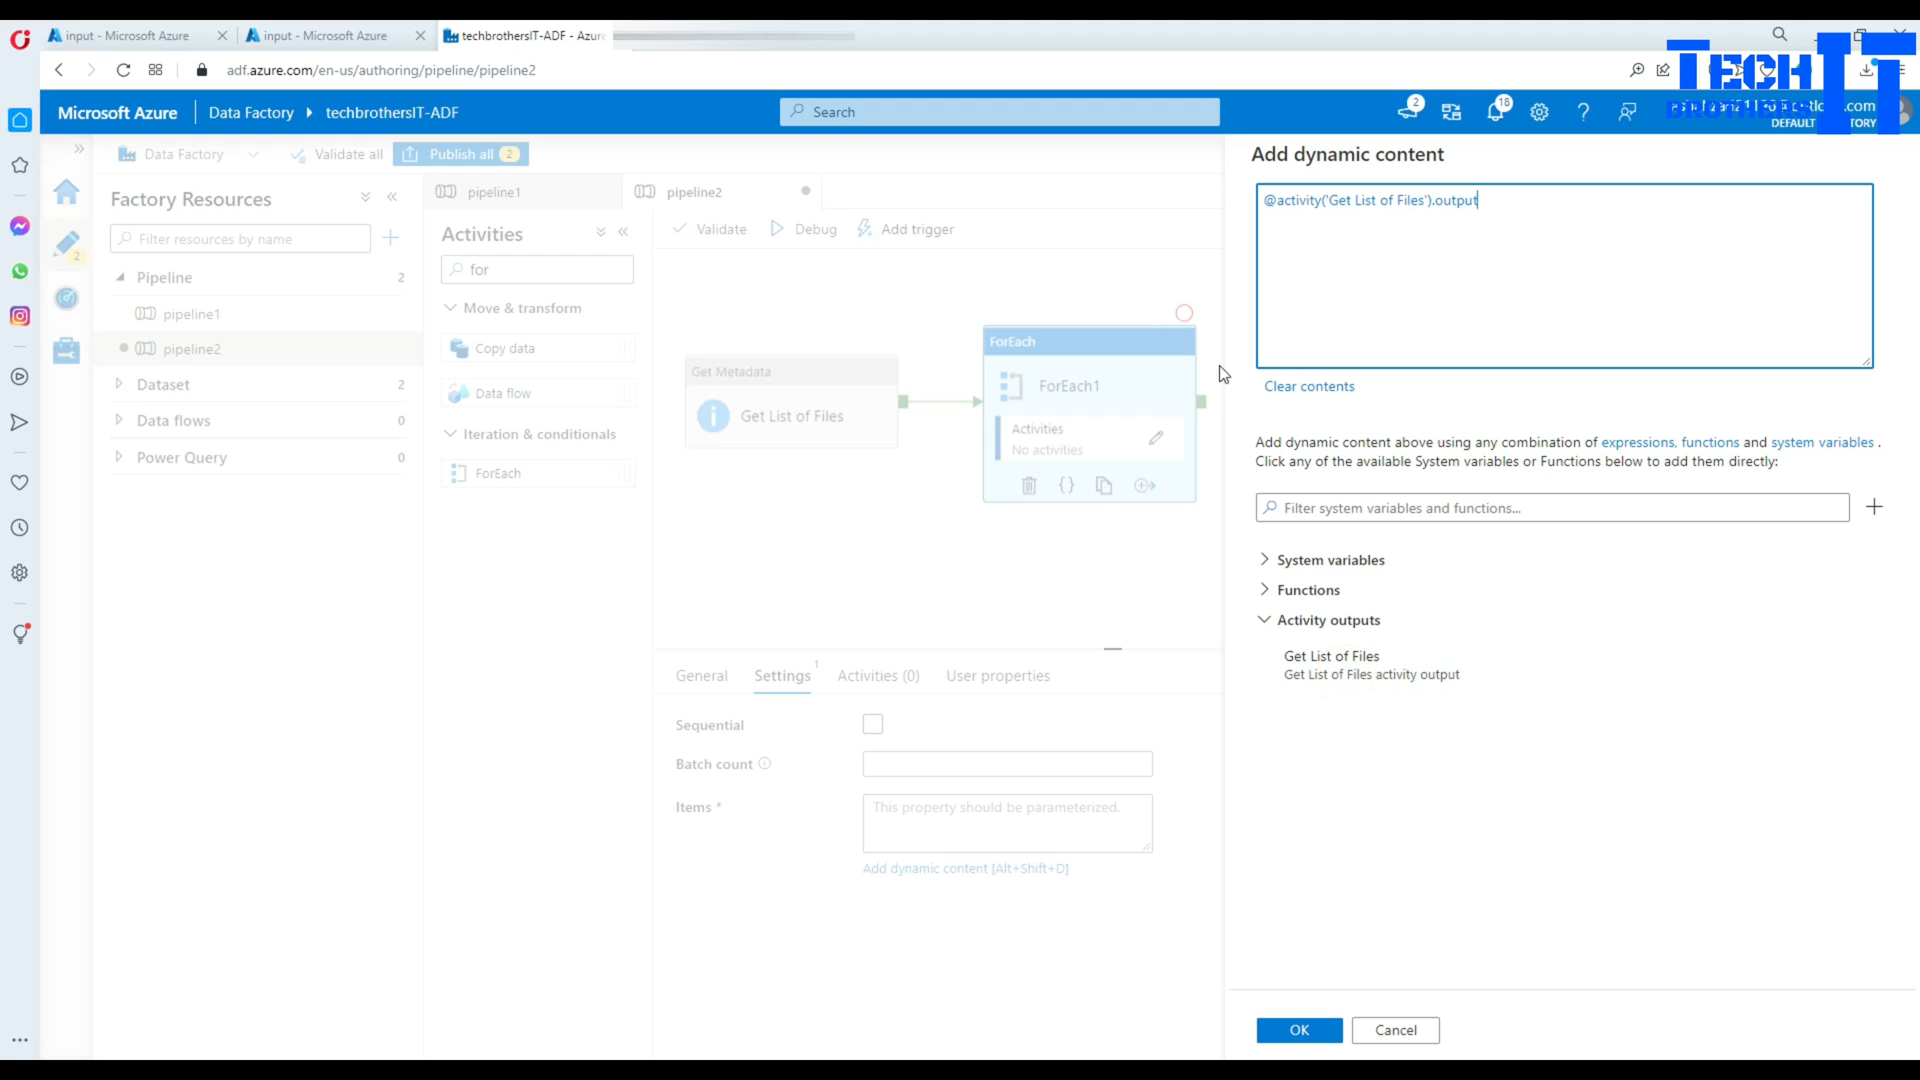 input - Microsoft Azure
input - Microsoft Azure
techbrothersIT-ADF - Azur
adf.azure.com/en-us/authoring/pipeline/pipeline2
TECH IT
BROTHERS
Microsoft Azure
Data Factory
techbrothersIT-ADF
Search
2
18
DEFAULT
Data Factory
Validate all
Publish all
2
Factory Resources
Filter resources by name
Pipeline
2
pipeline1
pipeline2
Dataset
2
Data flows
0
Power Query
0
2
pipeline1
pipeline2
Activities
for
Move & transform
Copy data
Data flow
Iteration & conditionals
ForEach
Validate
Debug
Add trigger
Get Metadata
Get List of Files
ForEach
ForEach1
Activities
No activities
General
Settings
1
Activities (0)
User properties
Sequential
Batch count
Items *
This property should be parameterized.
Add dynamic content [Alt+Shift+D]
Add dynamic content
@activity('Get List of Files').output
Clear contents
Add dynamic content above using any combination of expressions, functions and system variables .
Click any of the available System variables or Functions below to add them directly:
Filter system variables and functions...
System variables
Functions
Activity outputs
Get List of Files
Get List of Files activity output
OK
Cancel